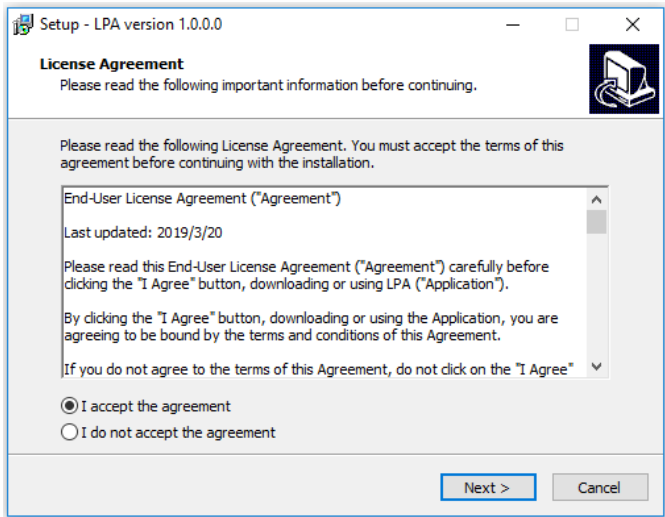 Setup - LPA version 1.0.0.0
License Agreement
Please read the following important information before continuing.
Please read the following License Agreement. You must accept the terms of this
agreement before continuing with the installation.
End-User License Agreement ("Agreement")
Last updated: 2019/3/20
Please read this End-User License Agreement ("Agreement") carefully before
clicking the "I Agree" button, downloading or using LPA ("Application").
By clicking the "I Agree" button, downloading or using the Application, you are
agreeing to be bound by the terms and conditions of this Agreement.
If you do not agree to the terms of this Agreement, do not click on the "I Agree"
I accept the agreement
I do not accept the agreement
Next >
Cancel